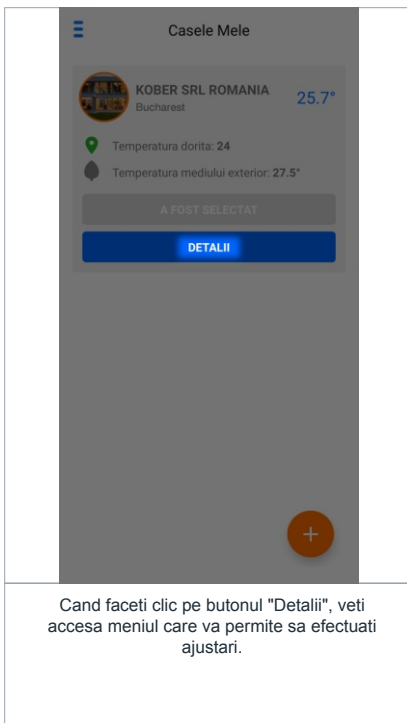 Casele Mele
KOBER SRL ROMANIA
Bucharest
25.7°
Temperatura dorita: 24
Temperatura mediului exterior: 27.5°
A FOST SELECTAT
DETALII
+
Cand faceti clic pe butonul "Detalii", veti
accesa meniul care va permite sa efectuati
ajustari.